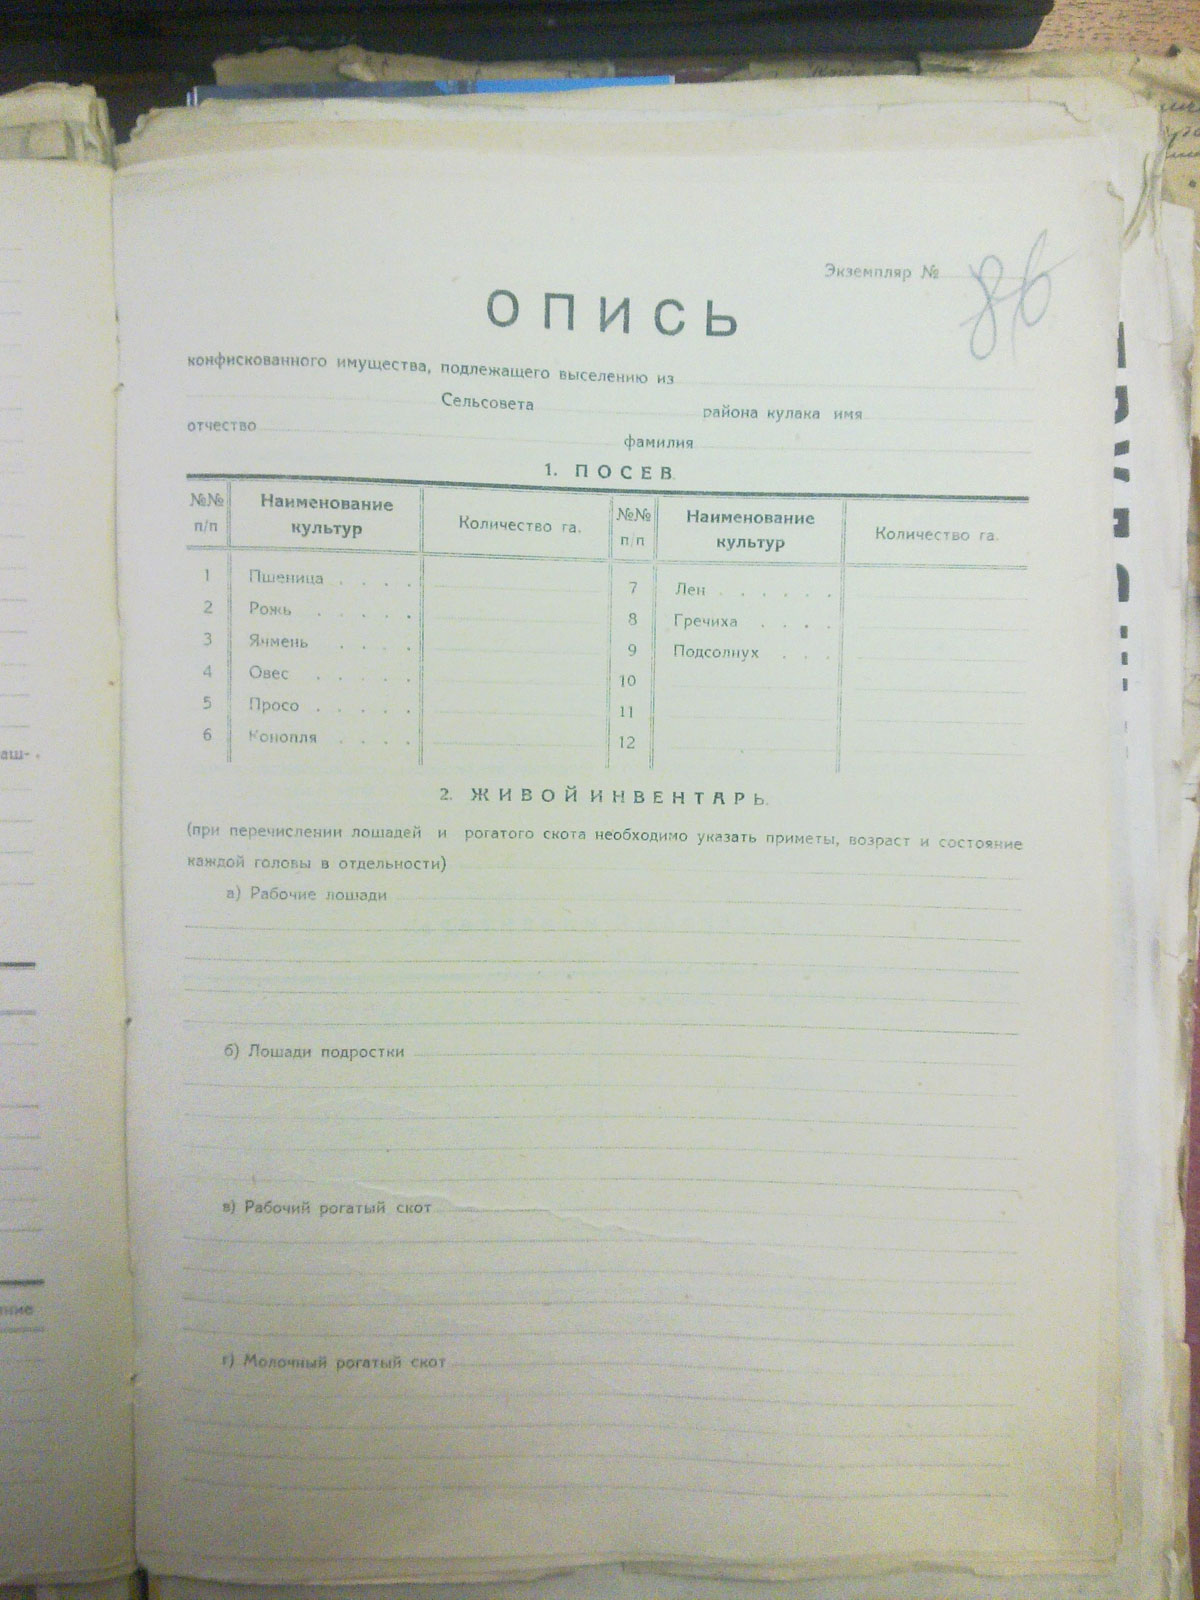 Экземпляр № 86
ОПИСЬ
конфискованного имущества, подлежащего выселению из
Сельсовета района кулака имя
отчество фамилия
1. ПОСЕВ.
№№ п/п Наименование культур Количество га. №№ п/п Наименование культур Количество га.
1 Пшеница . . . . 7 Лен . . . . . .
2 Рожь . . . . . 8 Гречиха . . . .
3 Ячмень . . . . 9 Подсолнух . . .
4 Овес . . . . . 10
5 Просо . . . . . 11
6 Конопля . . . . 12
2. ЖИВОЙ ИНВЕНТАРЬ.
(при перечислении лошадей и рогатого скота необходимо указать приметы, возраст и состояние
каждой головы в отдельности)
а) Рабочие лошади
б) Лошади подростки
в) Рабочий рогатый скот
г) Молочный рогатый скот
аш-
ние